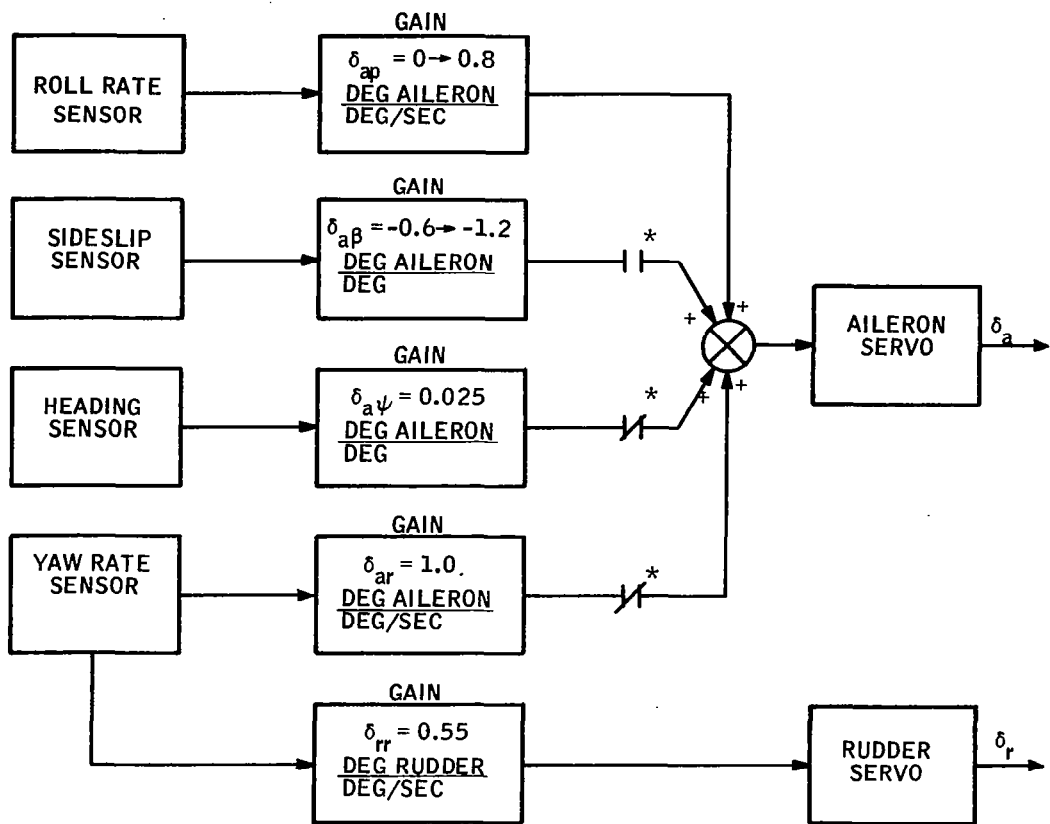 GAIN
ROLL RATE
SENSOR
δap = 0→0.8
DEG AILERON
DEG/SEC
+
GAIN
SIDESLIP
SENSOR
δaβ = -0.6→ -1.2
DEG AILERON
DEG
*
+
AILERON
SERVO
δa
GAIN
HEADING
SENSOR
δaψ = 0.025
DEG AILERON
DEG
*
+
+
GAIN
YAW RATE
SENSOR
δar = 1.0.
DEG AILERON
DEG/SEC
*
GAIN
δrr = 0.55
DEG RUDDER
DEG/SEC
RUDDER
SERVO
δr